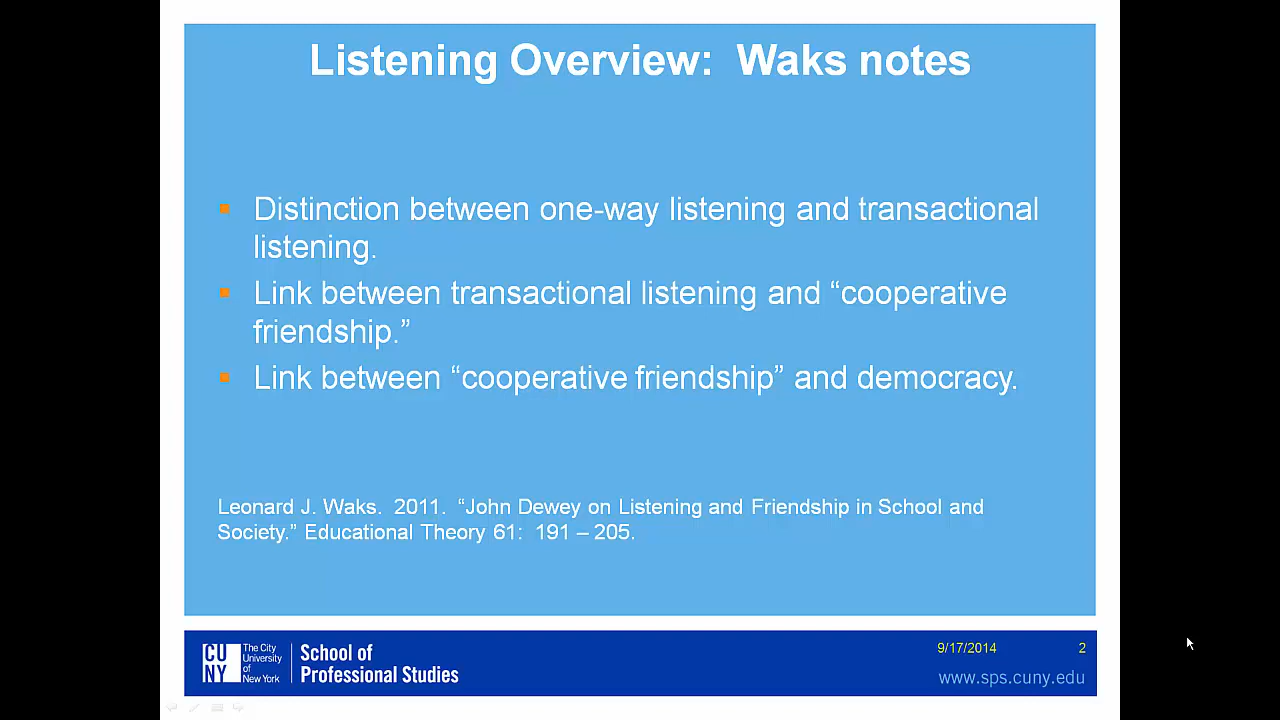 Listening Overview:  Waks notes
Distinction between one-way listening and transactional
listening.
Link between transactional listening and “cooperative
friendship.”
Link between “cooperative friendship” and democracy.
Leonard J. Waks.  2011.  “John Dewey on Listening and Friendship in School and
Society.” Educational Theory 61:  191 – 205.
CU
NY
The City
University
of
New York
School of
Professional Studies
9/17/2014
2
www.sps.cuny.edu